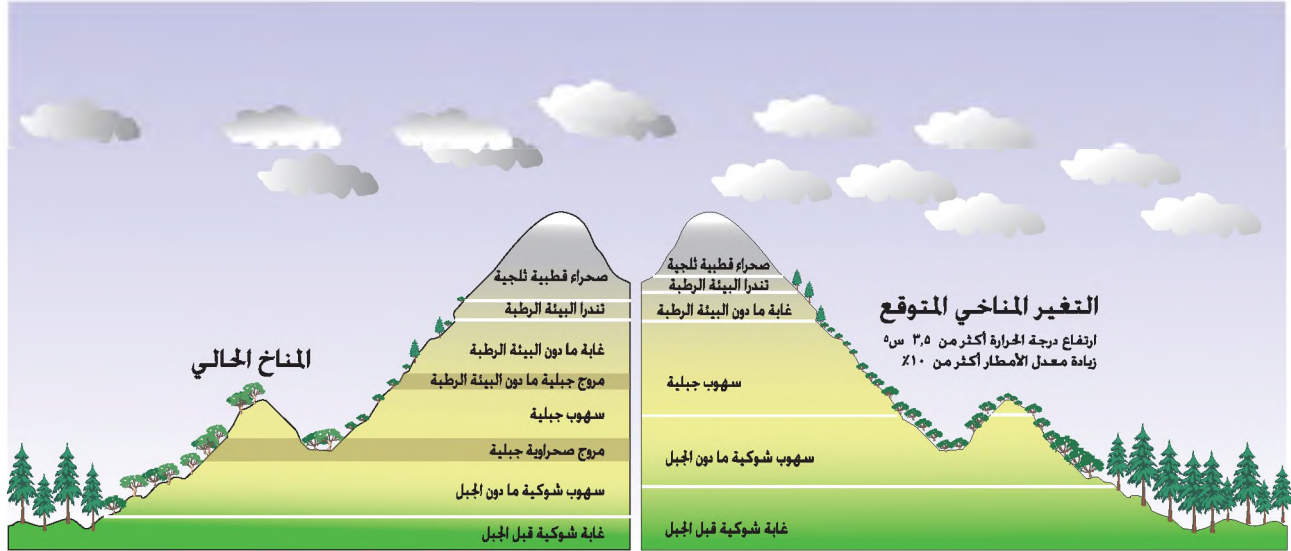 التغير المناخي المتوقع
ارتفاع درجة الحرارة أكثر من ٣,٥ س٥
زيادة معدل الأمطار أكثر من ١٠٪
صحراء قطبية ثلجية
تندرا البيئة الرطبة
غابة ما دون البيئة الرطبة
سهوب جبلية
سهوب شوكية ما دون الجبل
غابة شوكية قبل الجبل
المناخ الحالي
صحراء قطبية ثلجية
تندرا البيئة الرطبة
غابة ما دون البيئة الرطبة
مروج جبلية ما دون البيئة الرطبة
سهوب جبلية
مروج صحراوية جبلية
سهوب شوكية ما دون الجبل
غابة شوكية قبل الجبل